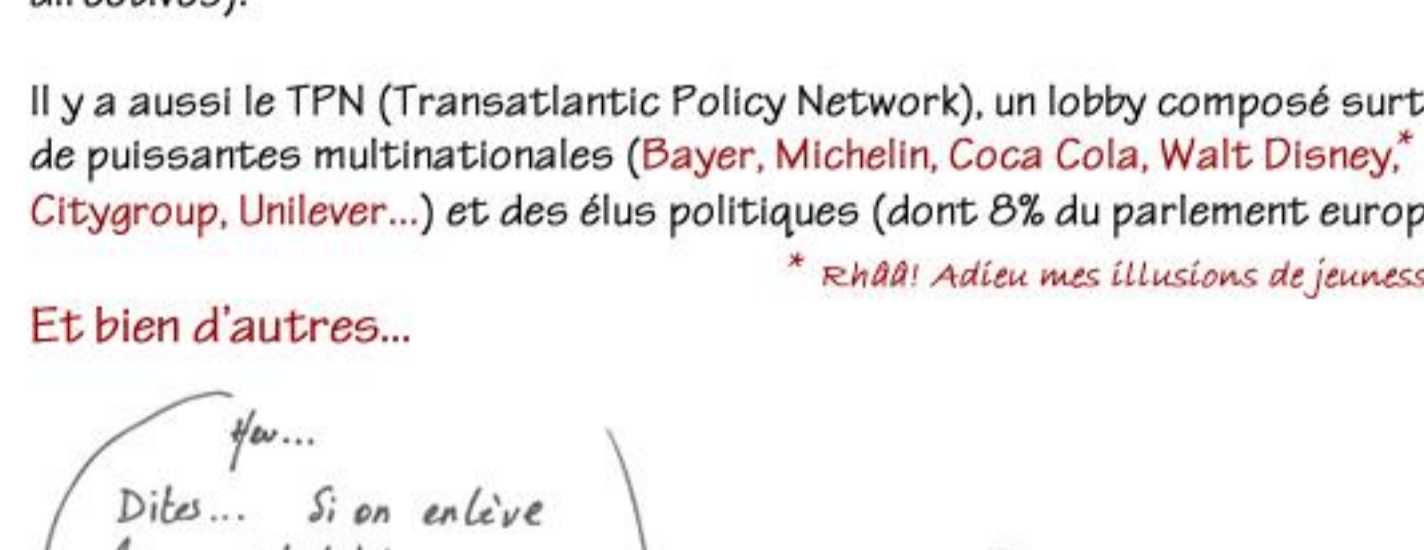 directives).
Il y a aussi le TPN (Transatlantic Policy Network), un lobby composé surt
de puissantes multinationales (Bayer, Michelin, Coca Cola, Walt Disney,*
Citygroup, Unilever...) et des élus politiques (dont 8% du parlement europ
* Rhââ! Adieu mes illusions de jeuness
Et bien d'autres...
Heu...
Dites... Si on enlève